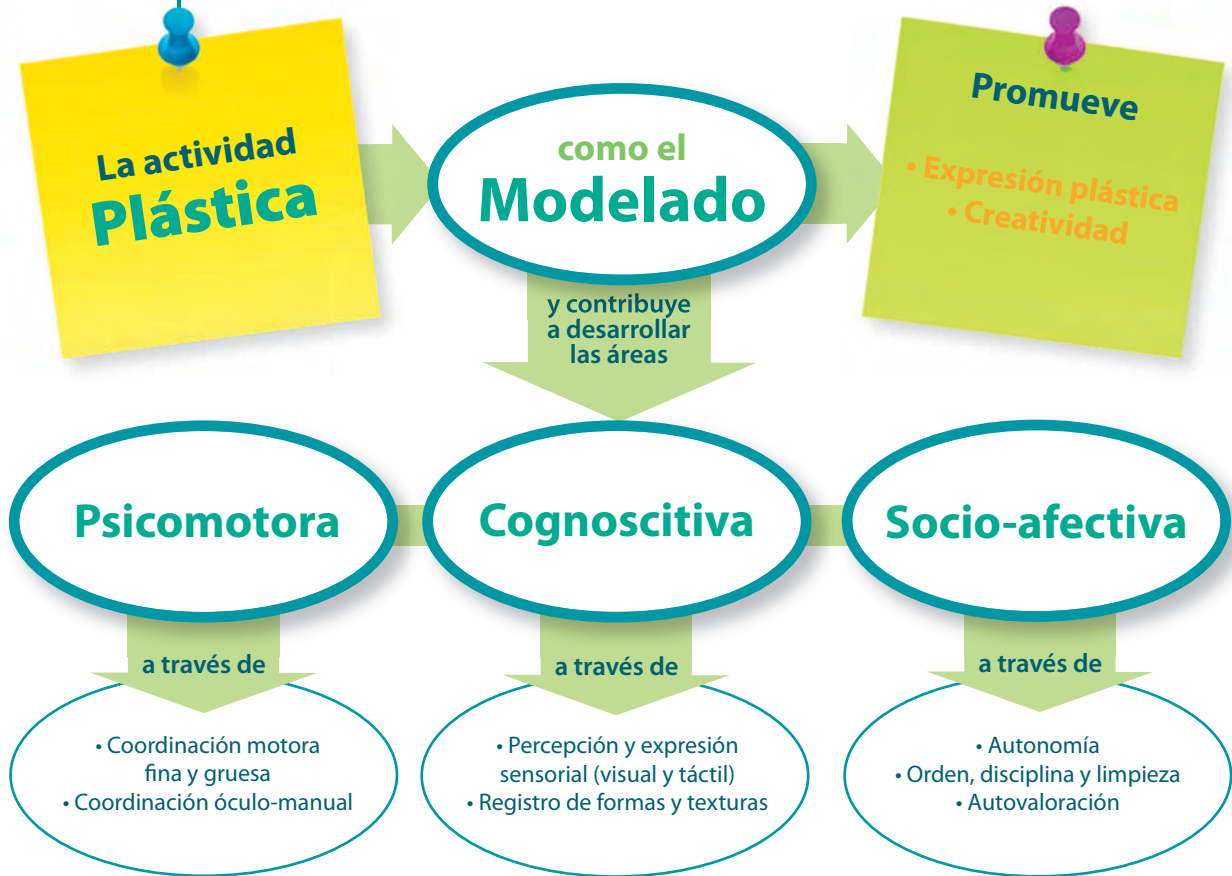 La actividad
Plástica
como el
Modelado
Promueve
• Expresión plástica
• Creatividad
y contribuye
a desarrollar
las áreas
Psicomotora
Cognoscitiva
Socio-afectiva
a través de
a través de
a través de
• Coordinación motora
fina y gruesa
• Coordinación óculo-manual
• Percepción y expresión
sensorial (visual y táctil)
• Registro de formas y texturas
• Autonomía
• Orden, disciplina y limpieza
• Autovaloración